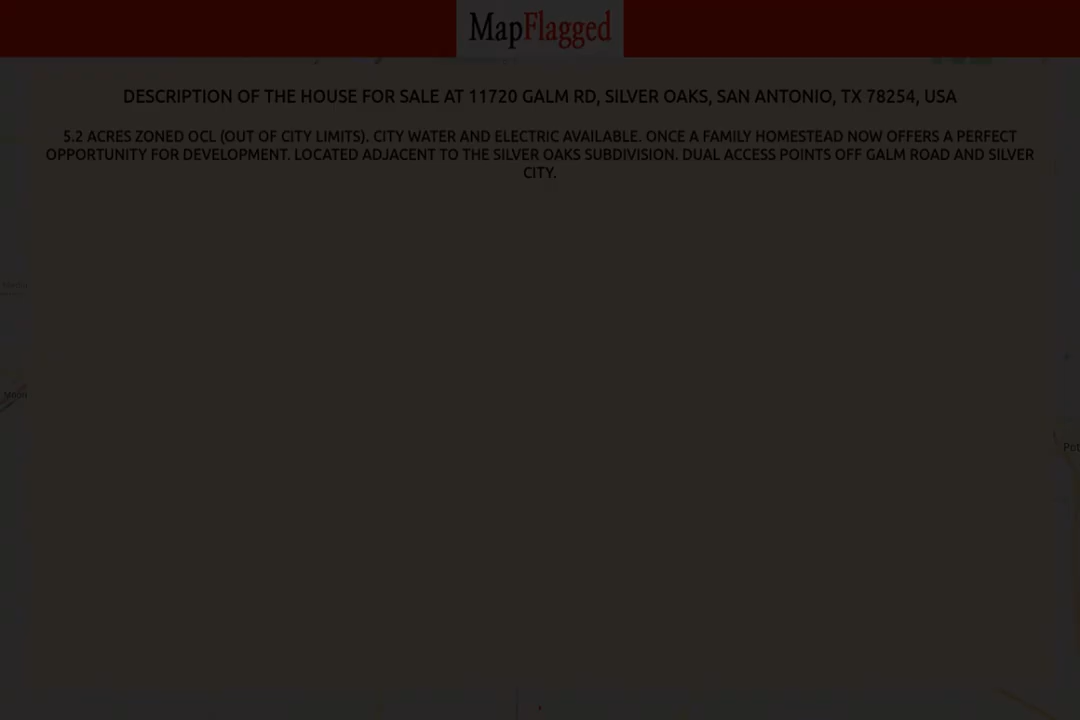 MapFlagged
DESCRIPTION OF THE HOUSE FOR SALE AT 11720 GALM RD, SILVER OAKS, SAN ANTONIO, TX 78254, USA
5.2 ACRES ZONED OCL (OUT OF CITY LIMITS). CITY WATER AND ELECTRIC AVAILABLE. ONCE A FAMILY HOMESTEAD NOW OFFERS A PERFECT
OPPORTUNITY FOR DEVELOPMENT. LOCATED ADJACENT TO THE SILVER OAKS SUBDIVISION. DUAL ACCESS POINTS OFF GALM ROAD AND SILVER
CITY.